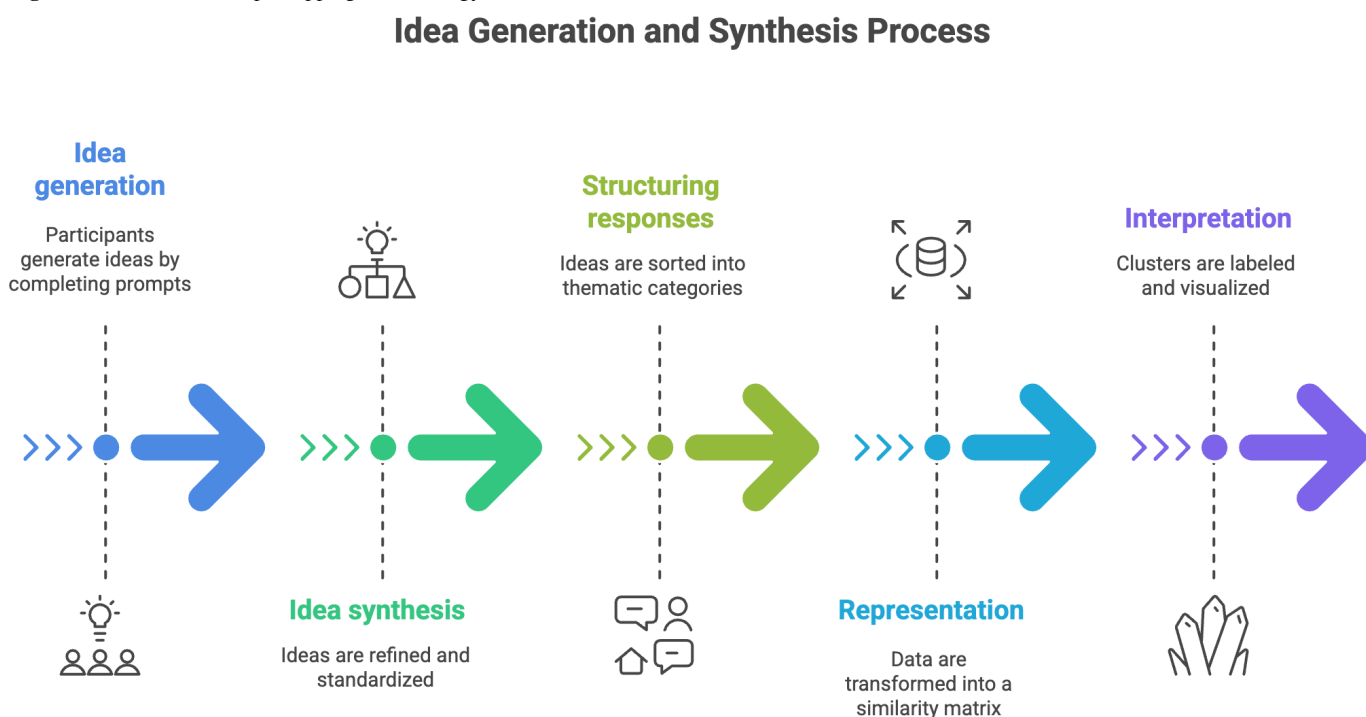 Idea Generation and Synthesis Process
Idea
generation
Participants
generate ideas by
completing prompts
Idea synthesis
Ideas are refined and
standardized
Structuring
responses
Ideas are sorted into
thematic categories
Representation
Data are
transformed into a
similarity matrix
Interpretation
Clusters are labeled
and visualized